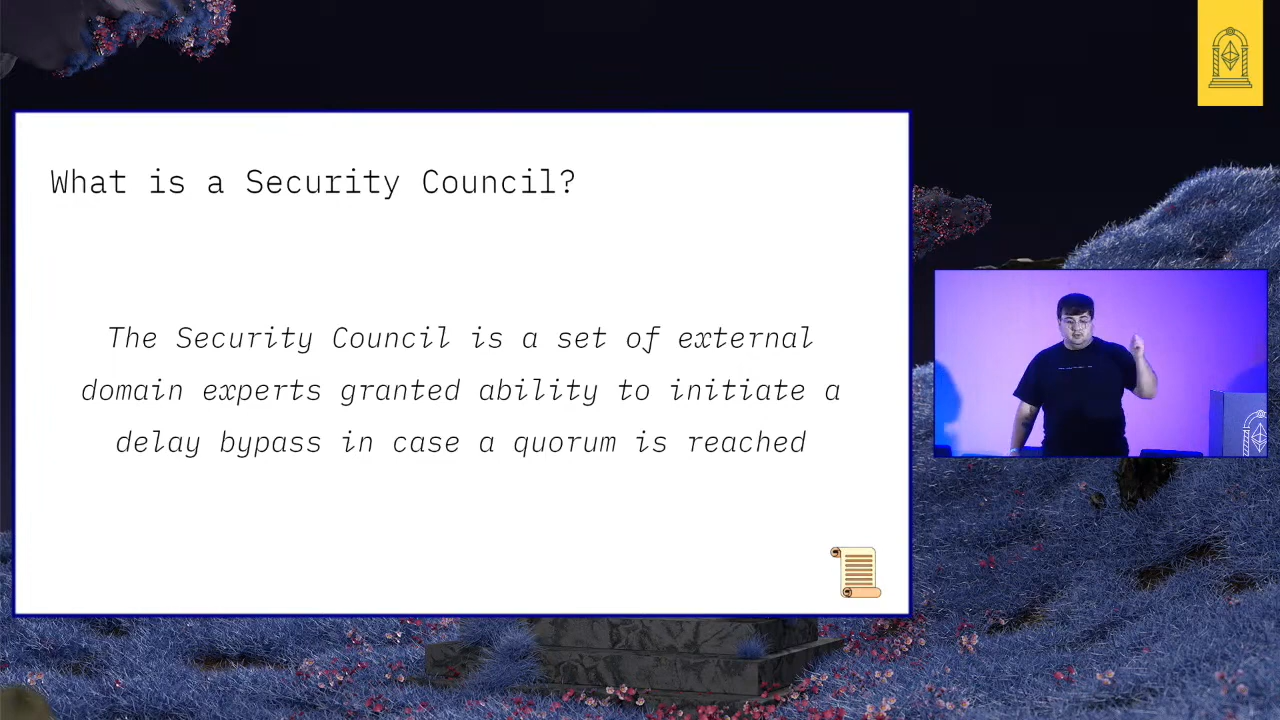 What is a Security Council?
The Security Council is a set of external
domain experts granted ability to initiate a
delay bypass in case a quorum is reached